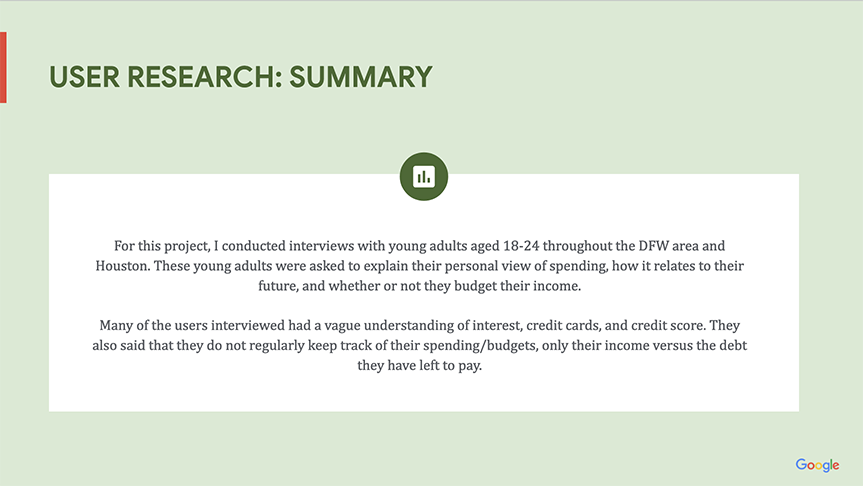 USER RESEARCH: SUMMARY
For this project, I conducted interviews with young adults aged 18-24 throughout the DFW area and
Houston. These young adults were asked to explain their personal view of spending, how it relates to their
future, and whether or not they budget their income.
Many of the users interviewed had a vague understanding of interest, credit cards, and credit score. They
also said that they do not regularly keep track of their spending/budgets, only their income versus the debt
they have left to pay.
Google